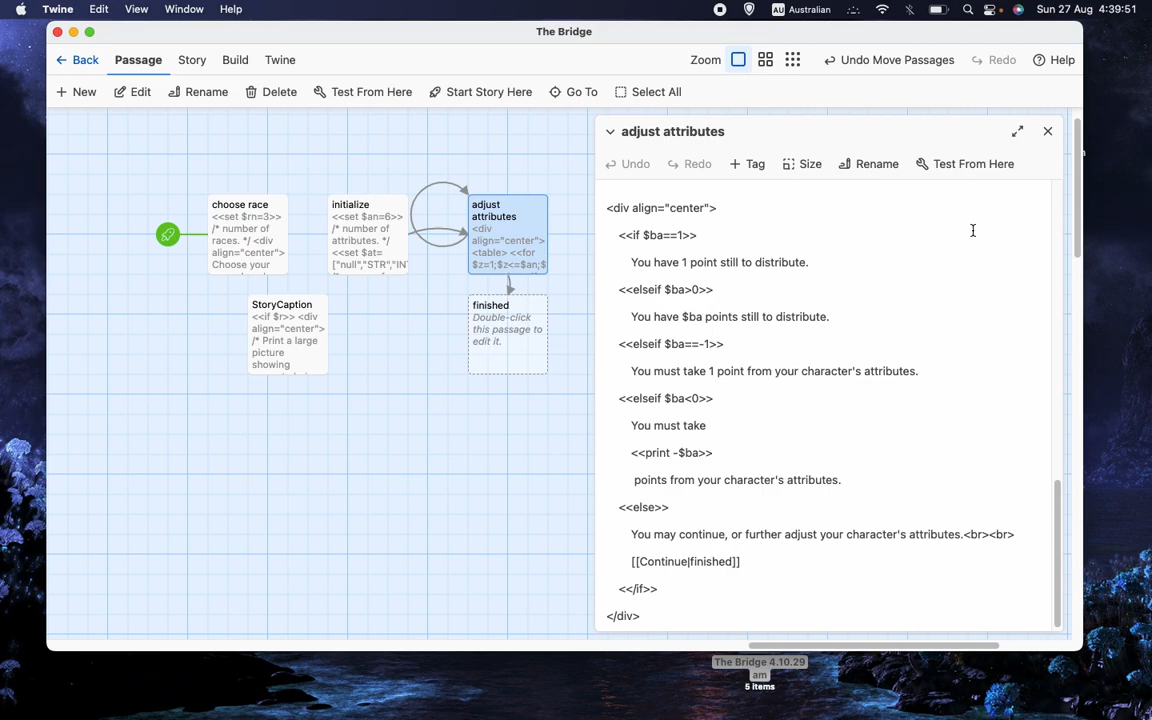 Twine Edit View Window Help
AU Australian
Sun 27 Aug 4:39:51
The Bridge
Back Passage Story Build Twine
Zoom Undo Move Passages Redo Help
New Edit Rename Delete Test From Here Start Story Here Go To Select All
choose race
<<set $rn=3>>
/* number of
races. */ <div
align="center">
Choose your
initialize
<<set $an=6>>
/* number of
attributes. */
<<set $at=
["null","STR","INT
adjust
attributes
<div
align="center">
<table> <<for
$z=1;$z<=$an;$
StoryCaption
<<if $r>> <div
align="center">
/* Print a large
picture
showing
finished
Double-click
this passage to
edit it.
adjust attributes
Undo Redo Tag Size Rename Test From Here
<div align="center">
<<if $ba==1>>
You have 1 point still to distribute.
<<elseif $ba>0>>
You have $ba points still to distribute.
<<elseif $ba==-1>>
You must take 1 point from your character's attributes.
<<elseif $ba<0>>
You must take
<<print -$ba>>
points from your character's attributes.
<<else>>
You may continue, or further adjust your character's attributes.<br><br>
[[Continue|finished]]
<</if>>
</div>
The Bridge 4.10.29
am
5 items